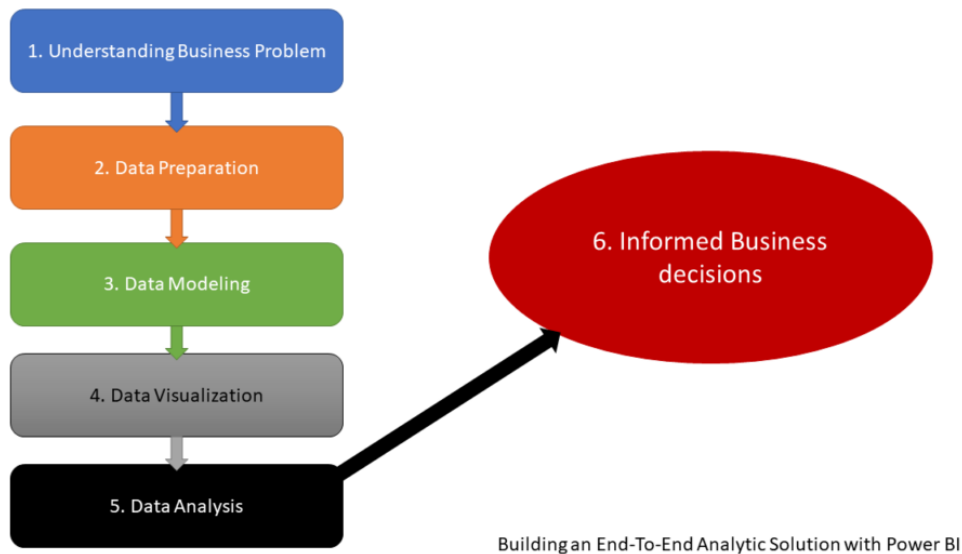 1. Understanding Business Problem
2. Data Preparation
3. Data Modeling
4. Data Visualization
5. Data Analysis
6. Informed Business
decisions
Building an End-To-End Analytic Solution with Power BI